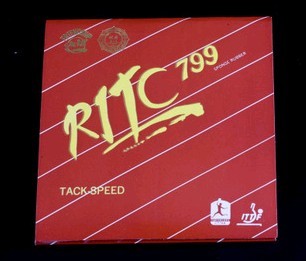 RITC 799
SPONGE RUBBER
TACK-SPEED
ITTF